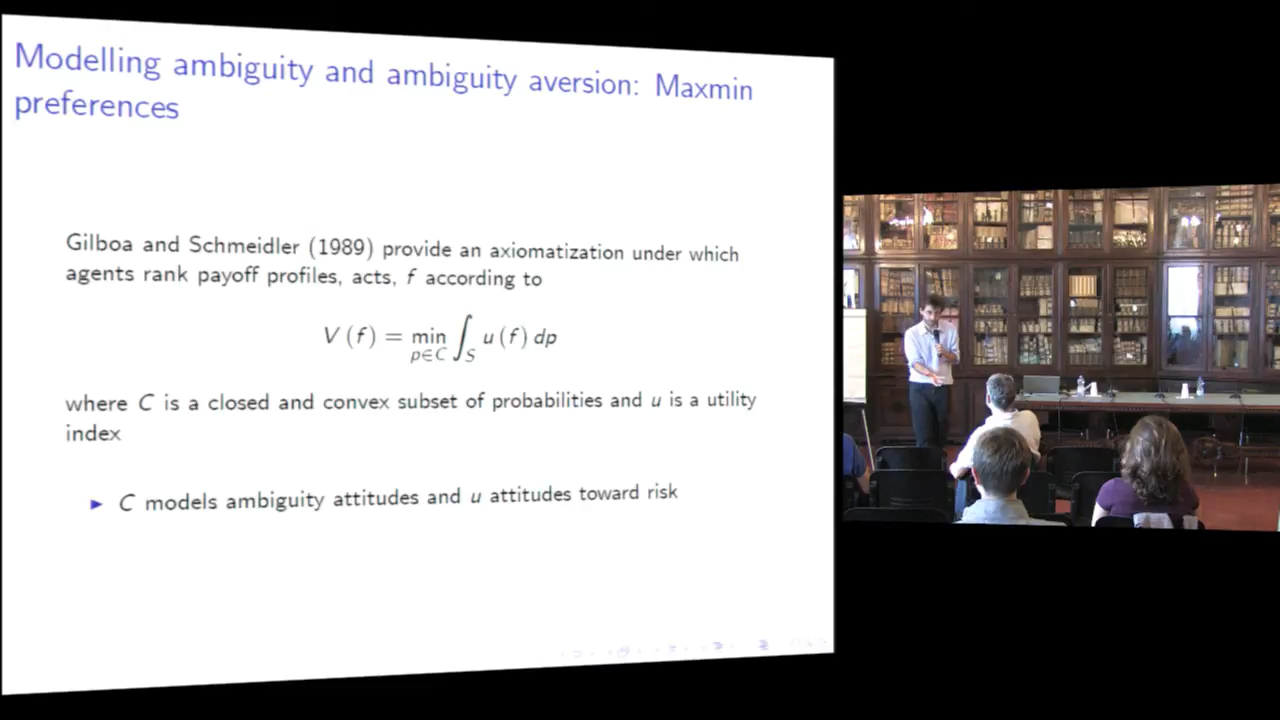 Modelling ambiguity and ambiguity aversion: Maxmin
preferences
Gilboa and Schmeidler (1989) provide an axiomatization under which
agents rank payoff profiles, acts, f according to
V (f) = min_{p∈C} ∫_S u (f) dp
where C is a closed and convex subset of probabilities and u is a utility
index
► C models ambiguity attitudes and u attitudes toward risk